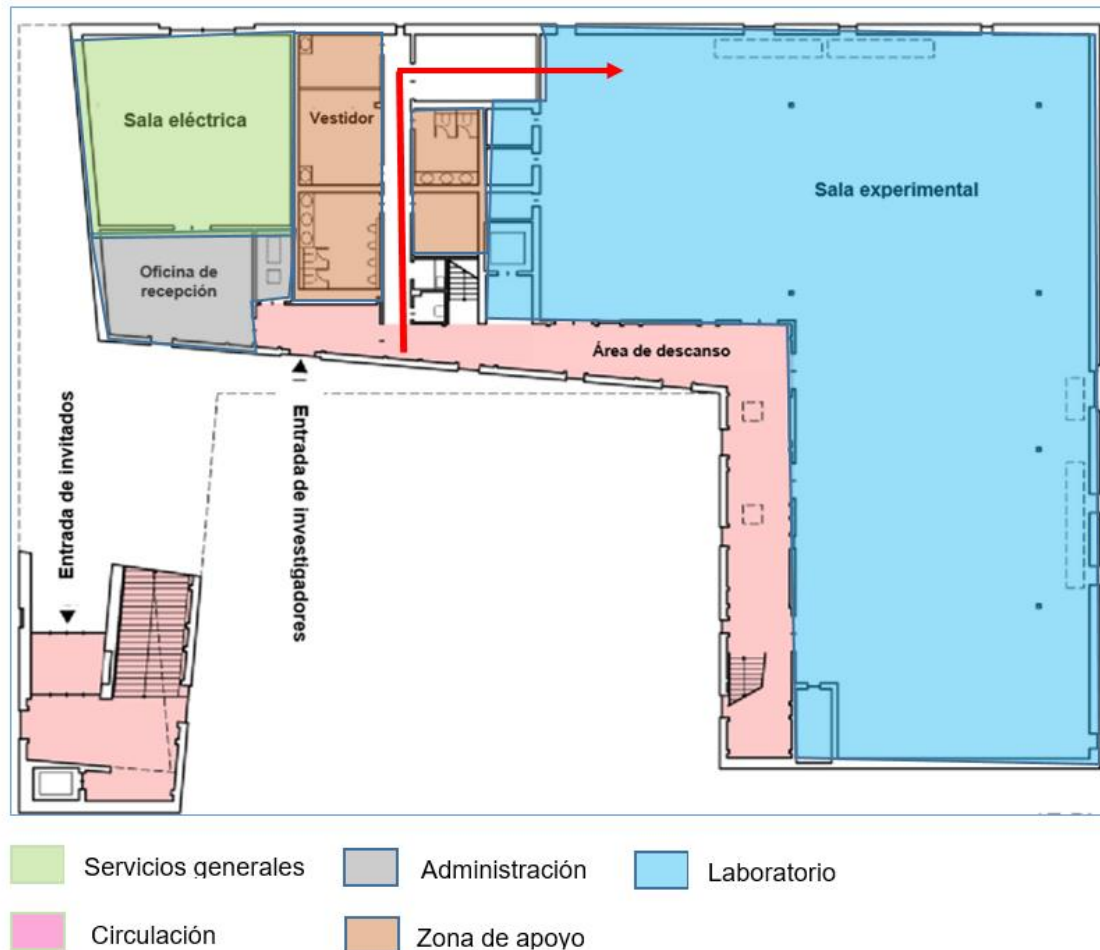 Sala eléctrica
Vestidor
Sala experimental
Oficina de
recepción
Área de descanso
Entrada de invitados
Entrada de investigadores
Servicios generales
Administración
Laboratorio
Circulación
Zona de apoyo